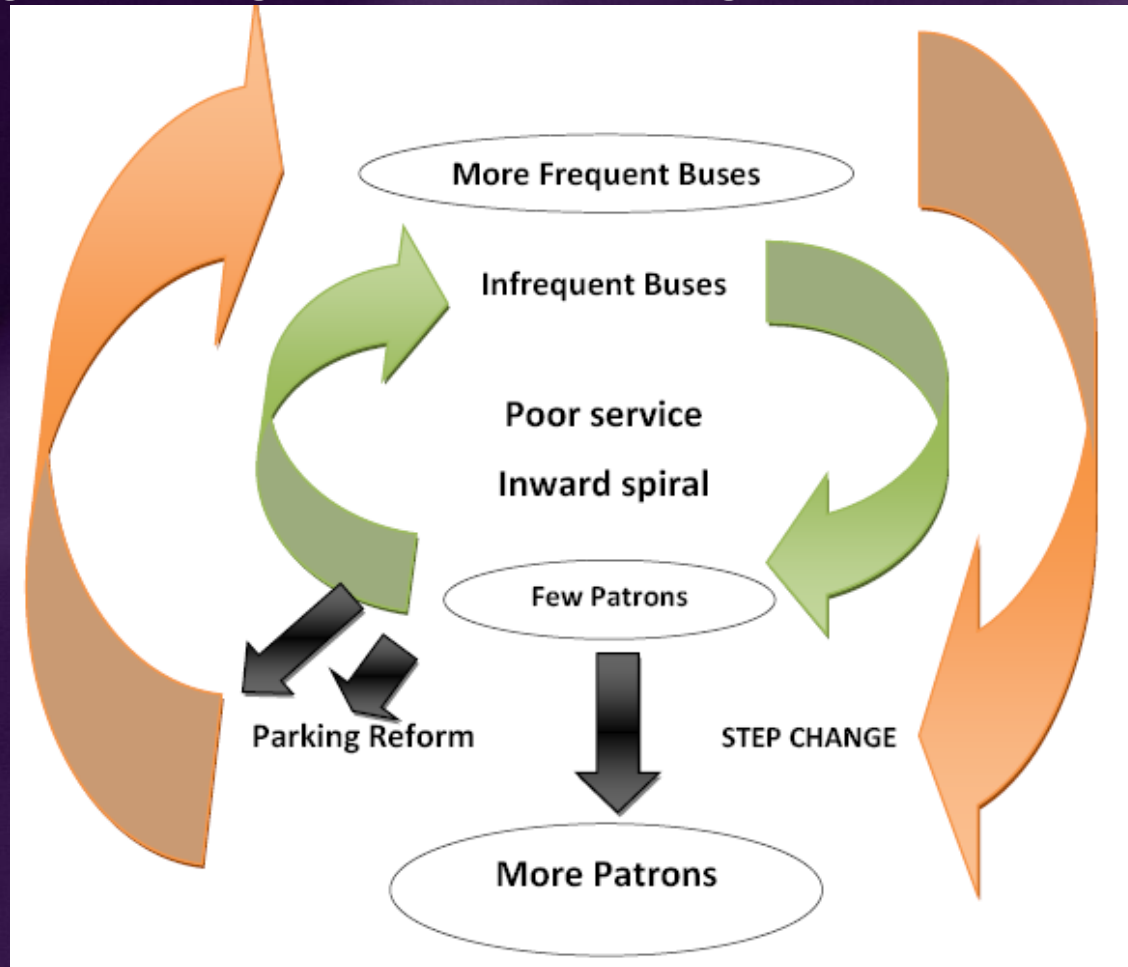 More Frequent Buses
Infrequent Buses
Poor service
Inward spiral
Few Patrons
Parking Reform
STEP CHANGE
More Patrons